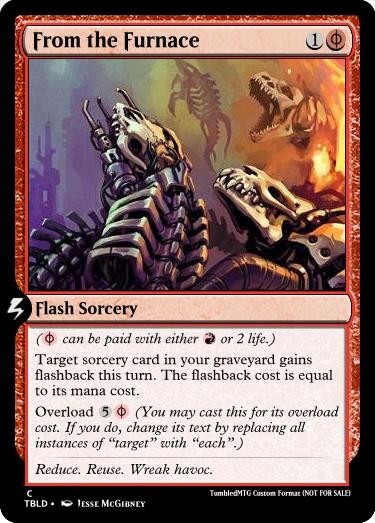 From the Furnace 1
Flash Sorcery
( can be paid with either or 2 life.)
Target sorcery card in your graveyard gains
flashback this turn. The flashback cost is equal
to its mana cost.
Overload 5 (You may cast this for its overload
cost. If you do, change its text by replacing all
instances of “target” with “each”.)
Reduce. Reuse. Wreak havoc.
C
TBLD • Jesse McGibney
TumbledMTG Custom Format (NOT FOR SALE)